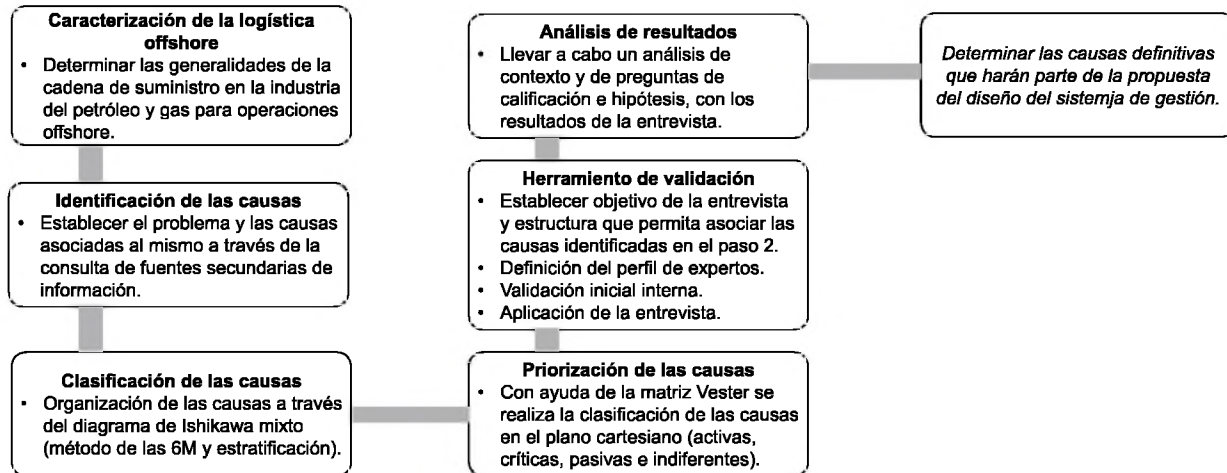 Caracterización de la logística
offshore
• Determinar las generalidades de la
cadena de suministro en la industria
del petróleo y gas para operaciones
offshore.
Identificación de las causas
• Establecer el problema y las causas
asociadas al mismo a través de la
consulta de fuentes secundarias de
información.
Clasificación de las causas
• Organización de las causas a través
del diagrama de Ishikawa mixto
(método de las 6M y estratificación).
Priorización de las causas
• Con ayuda de la matriz Vester se
realiza la clasificación de las causas
en el plano cartesiano (activas,
críticas, pasivas e indiferentes).
Herramiento de validación
• Establecer objetivo de la entrevista
y estructura que permita asociar las
causas identificadas en el paso 2.
• Definición del perfil de expertos.
• Validación inicial interna.
• Aplicación de la entrevista.
Análisis de resultados
• Llevar a cabo un análisis de
contexto y de preguntas de
calificación e hipótesis, con los
resultados de la entrevista.
Determinar las causas definitivas
que harán parte de la propuesta
del diseño del sistemja de gestión.